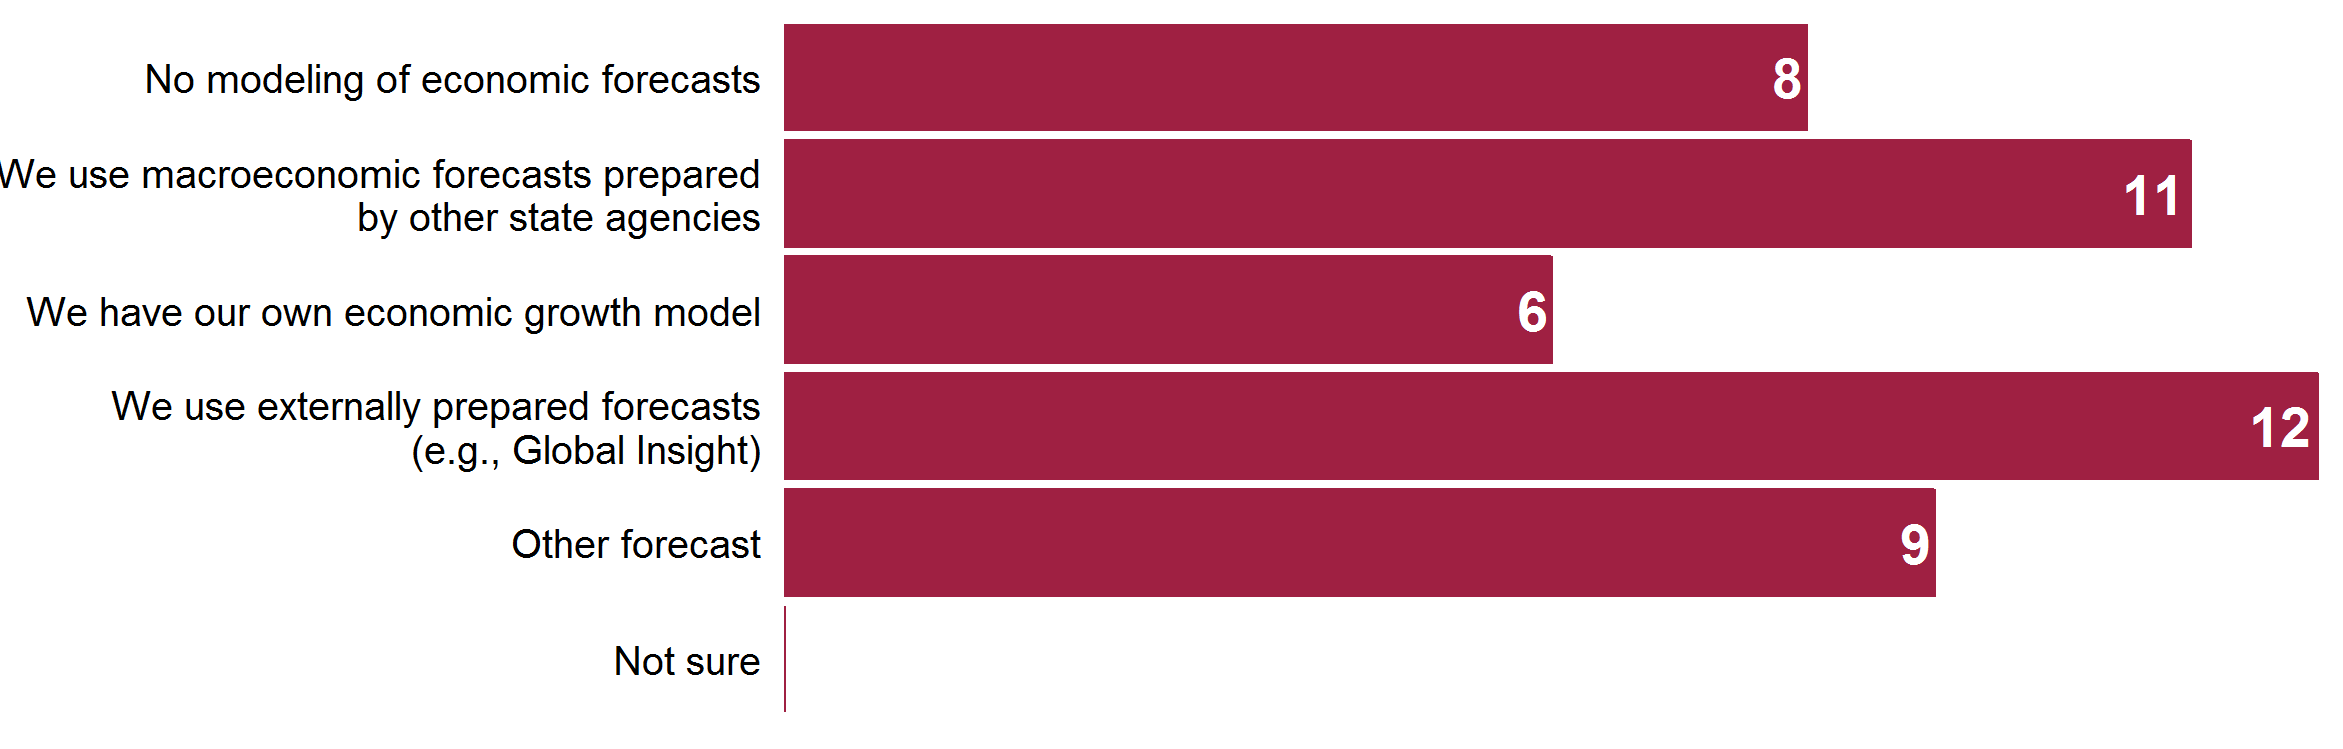 No modeling of economic forecasts
8
We use macroeconomic forecasts prepared
by other state agencies
11
We have our own economic growth model
6
We use externally prepared forecasts
(e.g., Global Insight)
12
Other forecast
9
Not sure